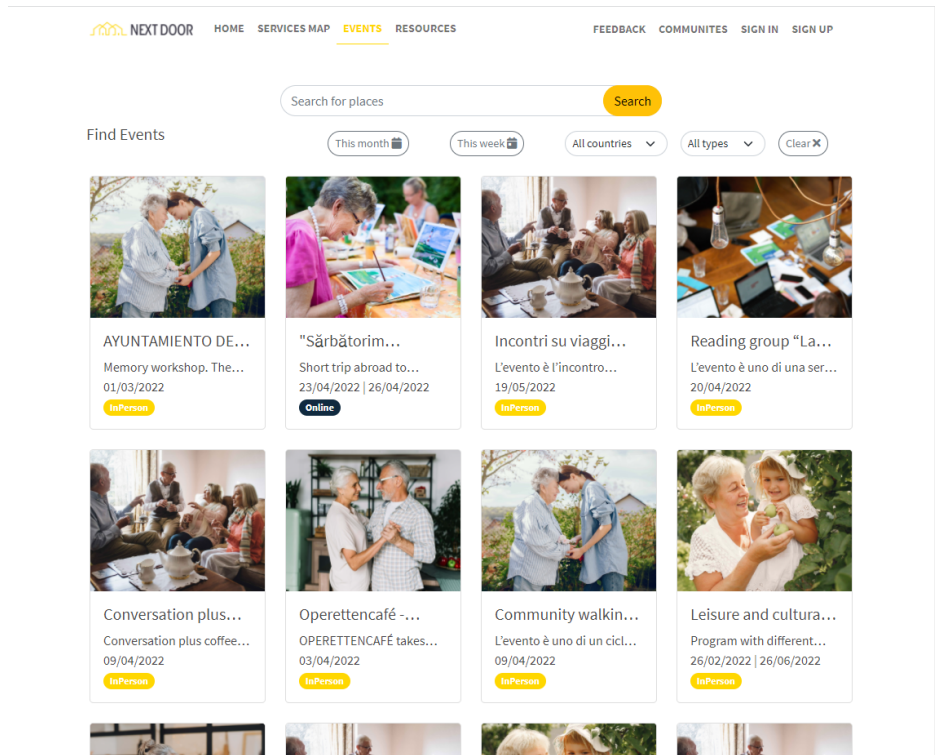 NEXT DOOR HOME SERVICES MAP EVENTS RESOURCES FEEDBACK COMMUNITES SIGN IN SIGN UP
Search for places Search
Find Events This month This week All countries All types Clear
AYUNTAMIENTO DE...
Memory workshop. The...
01/03/2022
InPerson
"Sărbătorim...
Short trip abroad to...
23/04/2022 | 26/04/2022
Online
Incontri su viaggi...
L'evento è l'incontro...
19/05/2022
InPerson
Reading group “La...
L'evento è uno di una ser...
20/04/2022
InPerson
Conversation plus...
Conversation plus coffee...
09/04/2022
InPerson
Operettencafé -...
OPERETTENCAFÉ takes...
03/04/2022
InPerson
Community walkin...
L'evento è uno di un cicl...
09/04/2022
InPerson
Leisure and cultura...
Program with different...
26/02/2022 | 26/06/2022
InPerson